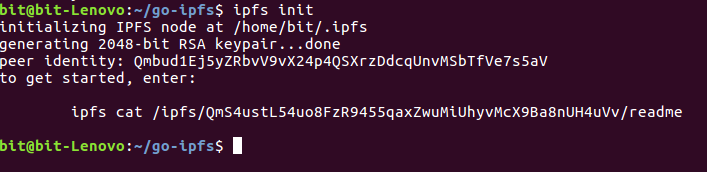 bit@bit-Lenovo:~/go-ipfs$ ipfs init
initializing IPFS node at /home/bit/.ipfs
generating 2048-bit RSA keypair...done
peer identity: Qmbud1Ej5yZRbvV9vX24p4QSXrzDdcqUnvMSbTfVe7s5aV
to get started, enter:
ipfs cat /ipfs/QmS4ustL54uo8FzR9455qaxZwuMiUhyvMcX9Ba8nUH4uVv/readme
bit@bit-Lenovo:~/go-ipfs$